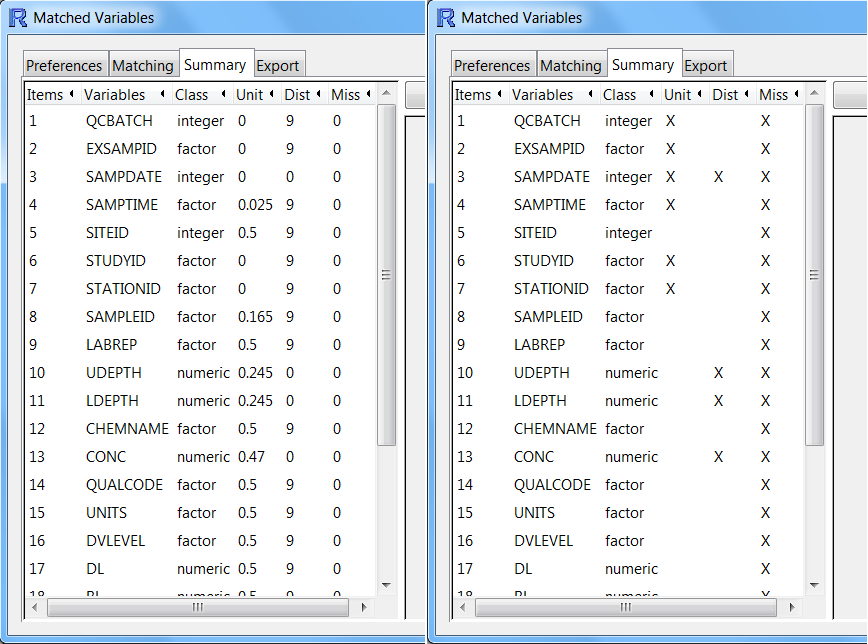 Matched Variables
Preferences Matching Summary Export
Items Variables Class Unit Dist Miss
1 QCBATCH integer 0 9 0
2 EXSAMPID factor 0 9 0
3 SAMPDATE integer 0 0 0
4 SAMPTIME factor 0.025 9 0
5 SITEID integer 0.5 9 0
6 STUDYID factor 0 9 0
7 STATIONID factor 0 9 0
8 SAMPLEID factor 0.165 9 0
9 LABREP factor 0.5 9 0
10 UDEPTH numeric 0.245 0 0
11 LDEPTH numeric 0.245 0 0
12 CHEMNAME factor 0.5 9 0
13 CONC numeric 0.47 0 0
14 QUALCODE factor 0.5 9 0
15 UNITS factor 0.5 9 0
16 DVLEVEL factor 0.5 9 0
17 DL numeric 0.5 9 0
18 numeric 0.5 9 0
Matched Variables
Preferences Matching Summary Export
Items Variables Class Unit Dist Miss
1 QCBATCH integer X X
2 EXSAMPID factor X X
3 SAMPDATE integer X X X
4 SAMPTIME factor X X
5 SITEID integer X
6 STUDYID factor X X
7 STATIONID factor X X
8 SAMPLEID factor X
9 LABREP factor X
10 UDEPTH numeric X X
11 LDEPTH numeric X X
12 CHEMNAME factor X
13 CONC numeric X X
14 QUALCODE factor X
15 UNITS factor X
16 DVLEVEL factor X
17 DL numeric X
18 numeric X